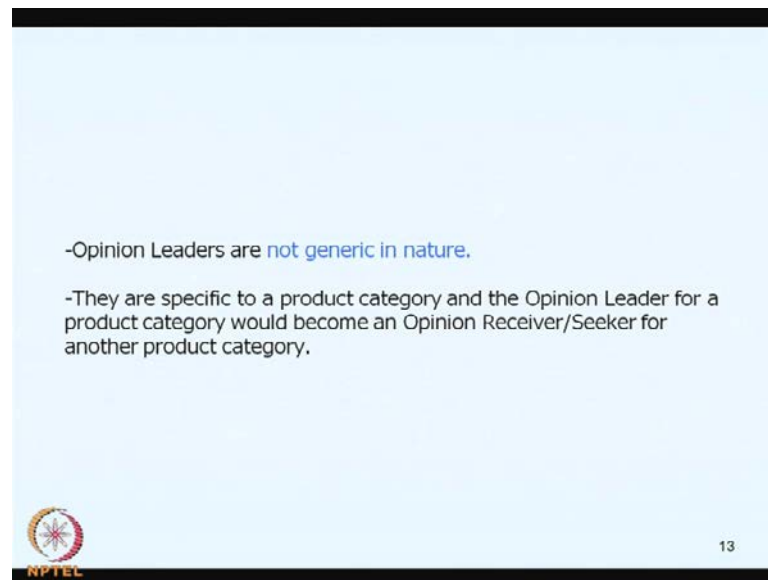 -Opinion Leaders are not generic in nature.
-They are specific to a product category and the Opinion Leader for a
product category would become an Opinion Receiver/Seeker for
another product category.
13
NPTEL